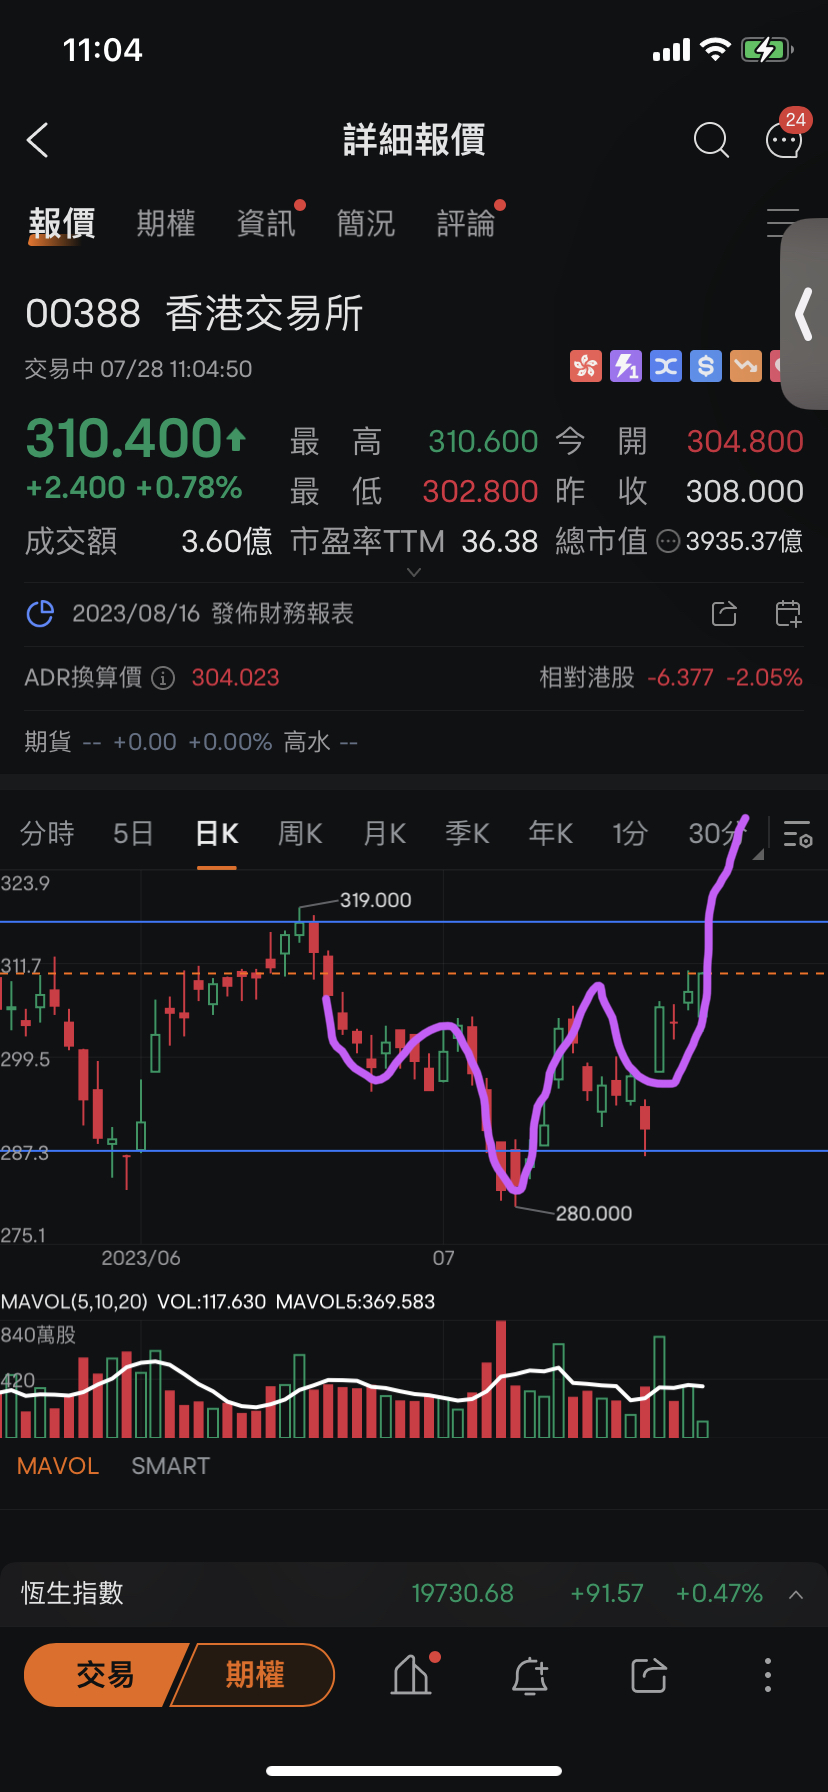 11:04
詳細報價
24
報價 期權 資訊 簡況 評論
00388 香港交易所
交易中 07/28 11:04:50
310.400 最高 310.600 今開 304.800
+2.400 +0.78% 最低 302.800 昨收 308.000
成交額 3.60億 市盈率TTM 36.38 總市值 3935.37億
2023/08/16 發佈財務報表
ADR換算價 304.023 相對港股 -6.377 -2.05%
期貨 -- +0.00 +0.00% 高水 --
分時 5日 日K 周K 月K 季K 年K 1分 30分
323.9
319.000
311.7
299.5
287.3
280.000
275.1
2023/06 07
MAVOL(5,10,20) VOL:117.630 MAVOL5:369.583
840萬股
420
MAVOL SMART
恆生指數 19730.68 +91.57 +0.47%
交易 期權